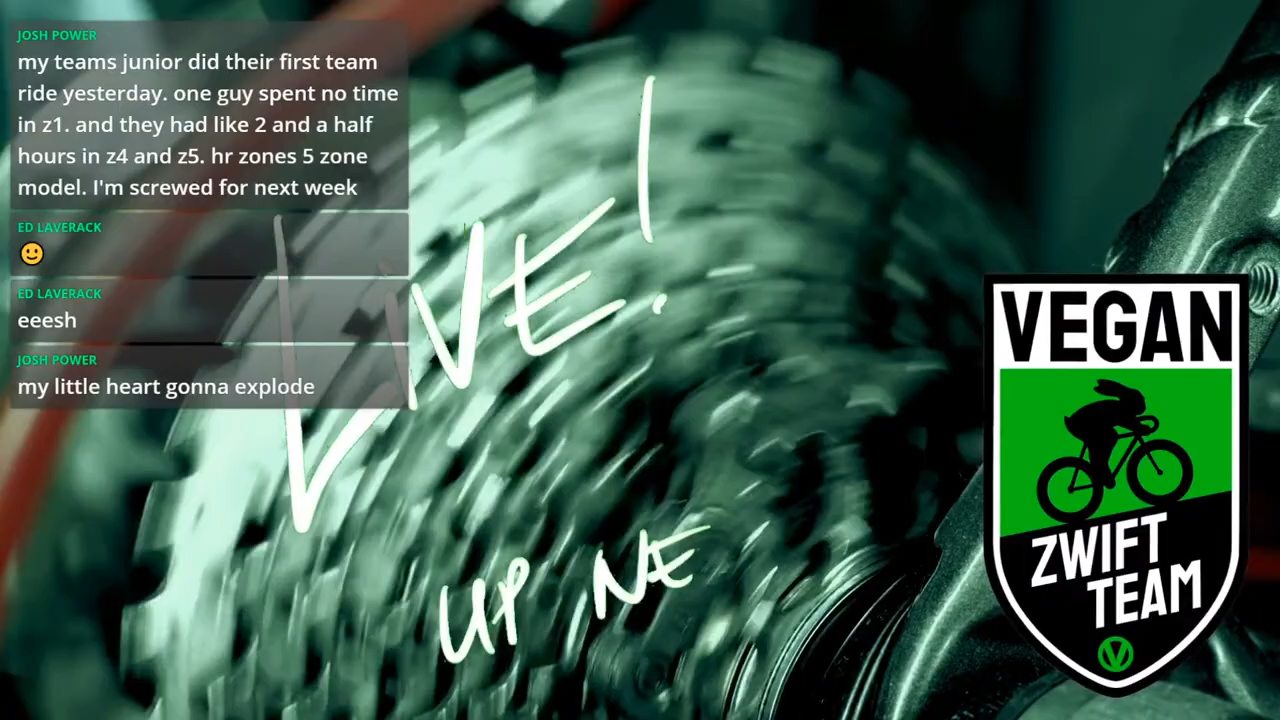 JOSH POWER
my teams junior did their first team
ride yesterday. one guy spent no time
in z1. and they had like 2 and a half
hours in z4 and z5. hr zones 5 zone
model. I'm screwed for next week
ED LAVERACK
🙂
ED LAVERACK
eeesh
JOSH POWER
my little heart gonna explode
LIVE!
UP NE
VEGAN
ZWIFT
TEAM
V